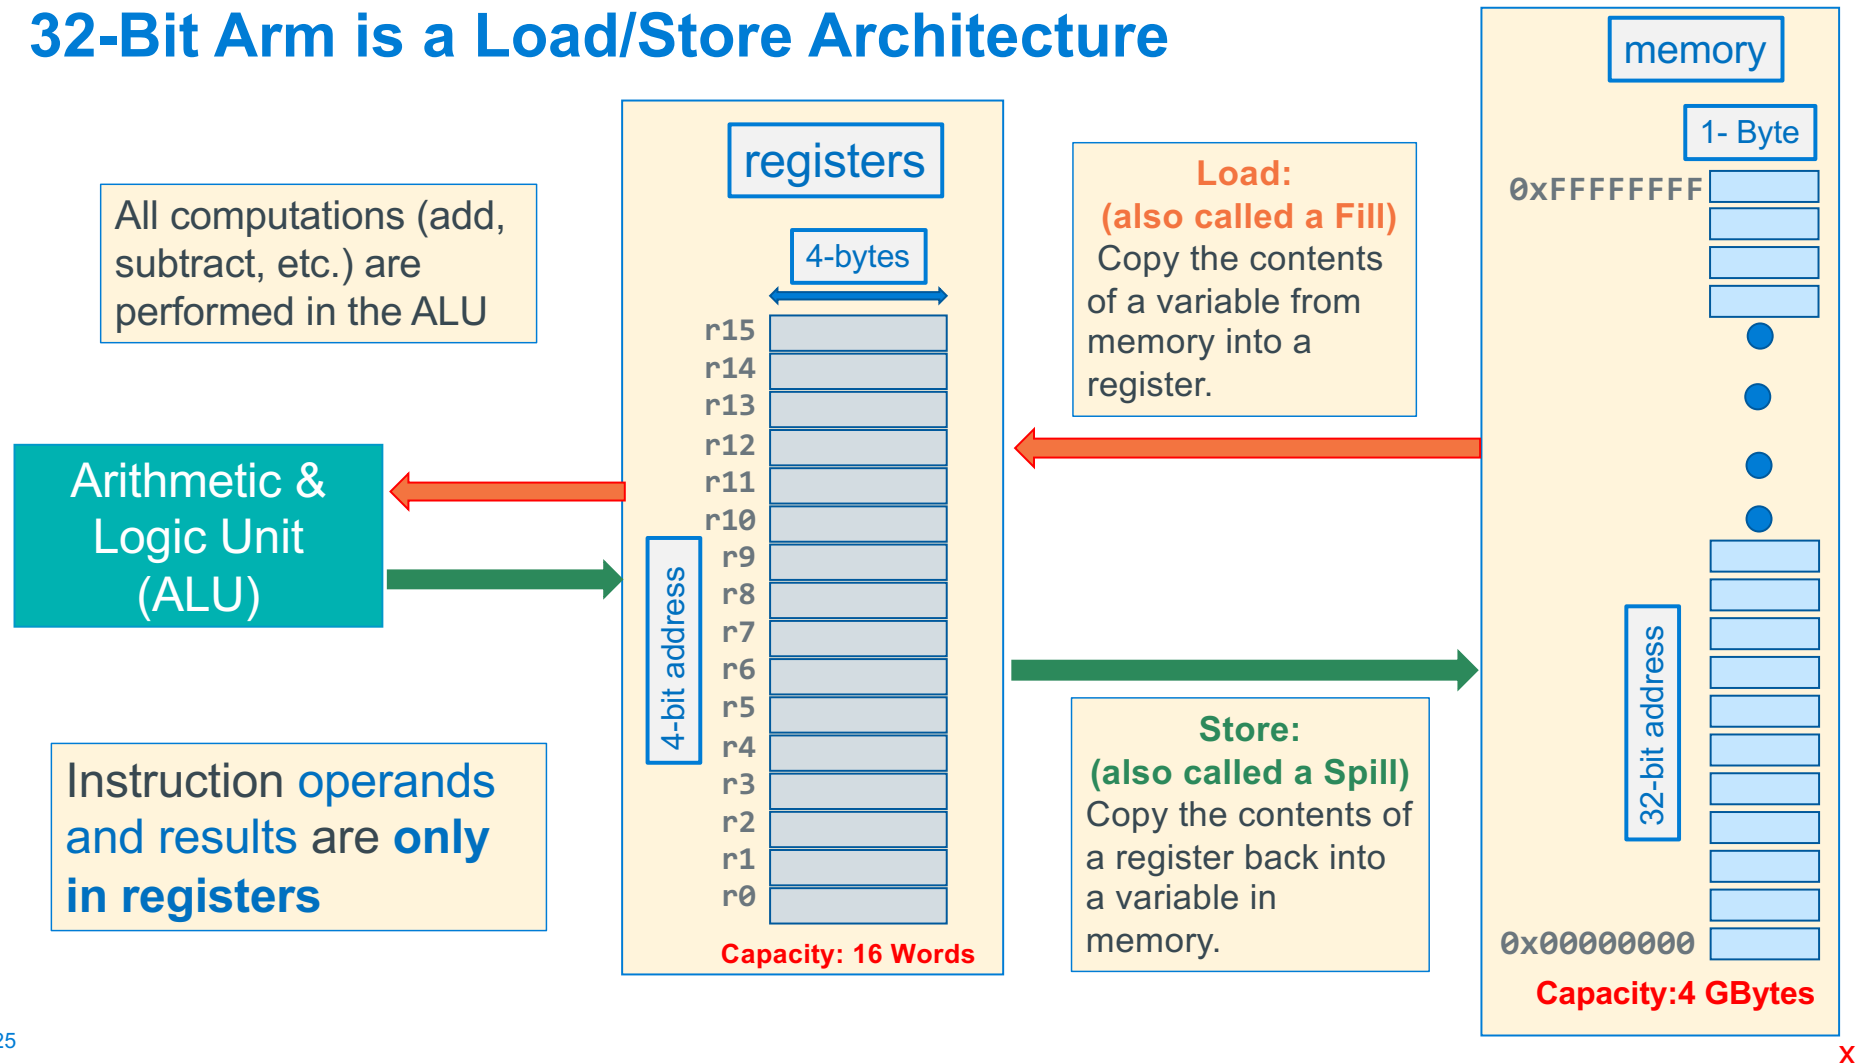 32-Bit Arm is a Load/Store Architecture
All computations (add,
subtract, etc.) are
performed in the ALU
Arithmetic &
Logic Unit
(ALU)
Instruction operands
and results are only
in registers
registers
4-bytes
r15
r14
r13
r12
r11
r10
r9
r8
r7
r6
r5
r4
r3
r2
r1
r0
4-bit address
Capacity: 16 Words
Load:
(also called a Fill)
Copy the contents
of a variable from
memory into a
register.
Store:
(also called a Spill)
Copy the contents of
a register back into
a variable in
memory.
memory
1- Byte
0xFFFFFFFF
32-bit address
0x00000000
Capacity:4 GBytes
25
X